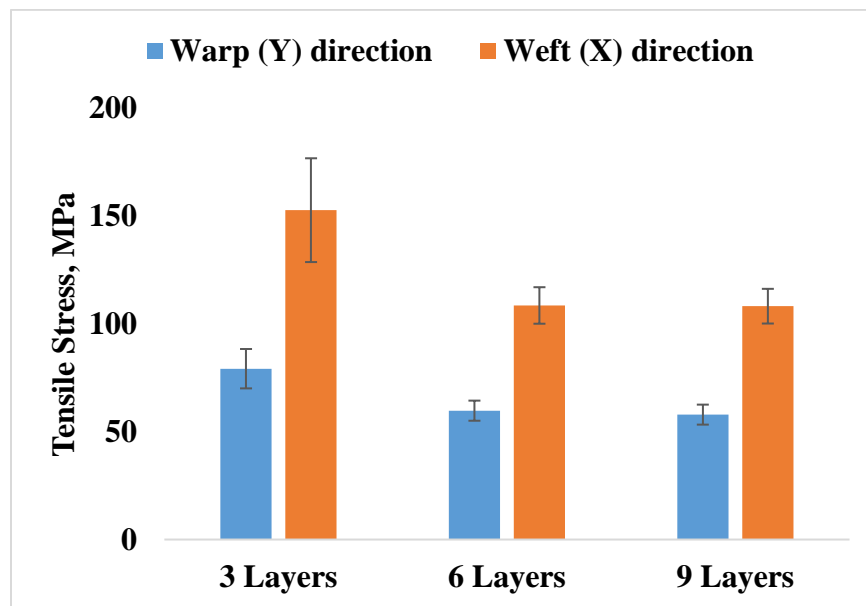 Warp (Y) direction Weft (X) direction
Tensile Stress, MPa
200
150
100
50
0
3 Layers 6 Layers 9 Layers